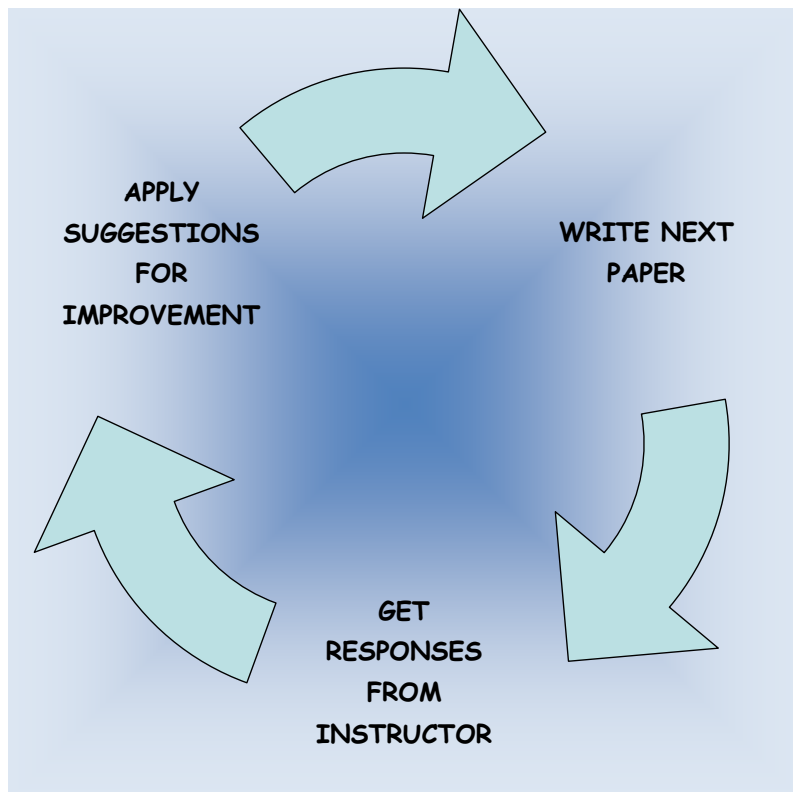 APPLY
SUGGESTIONS
FOR
IMPROVEMENT
WRITE NEXT
PAPER
GET
RESPONSES
FROM
INSTRUCTOR